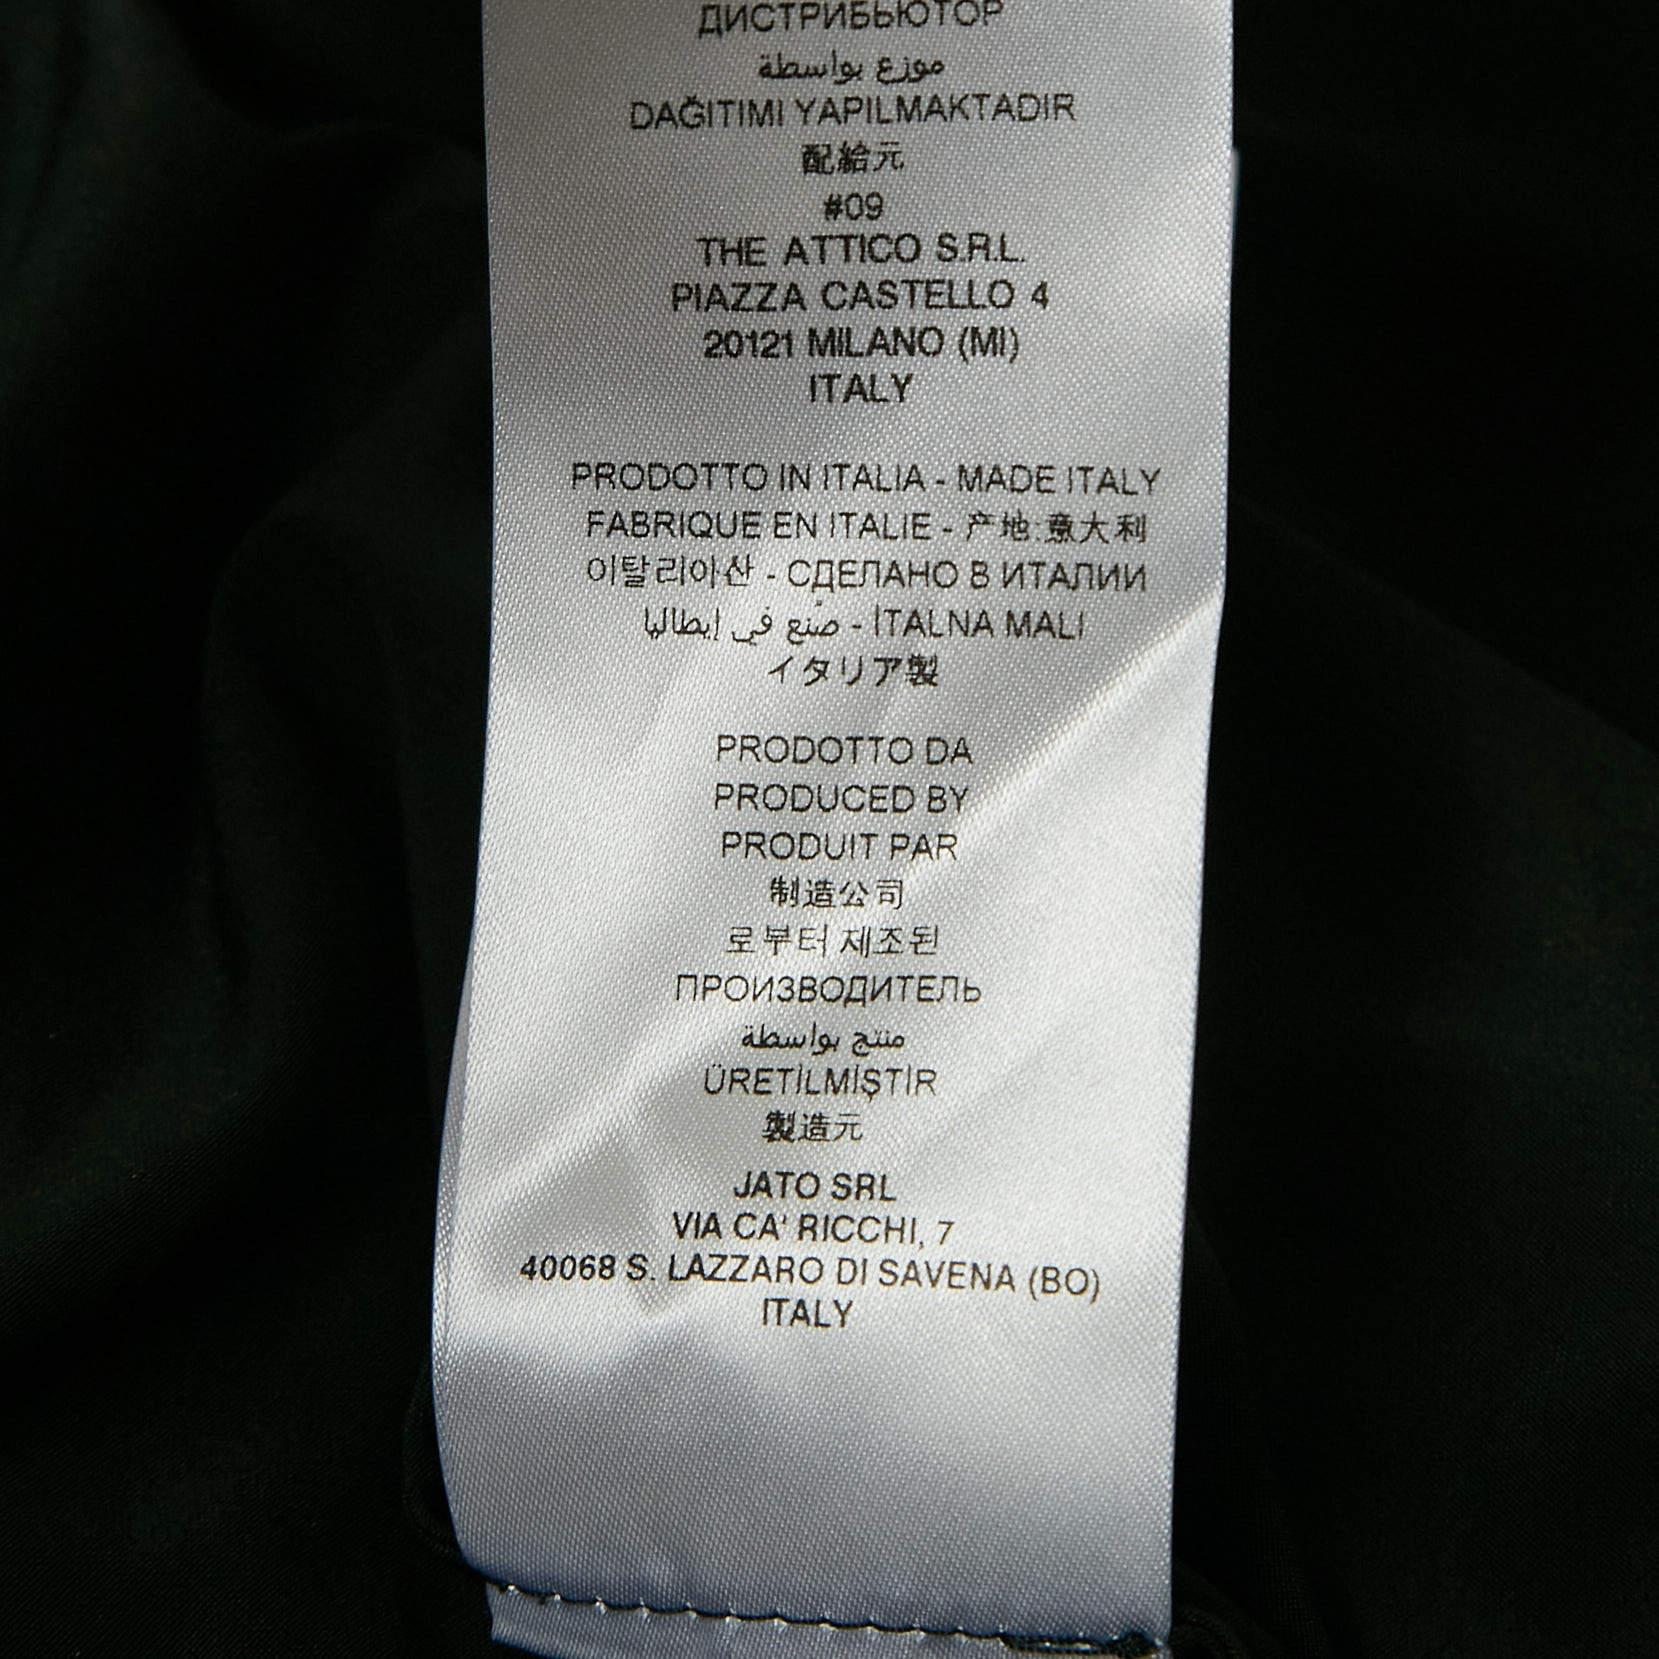 ДИСТРИБЬЮТОР
موزع بواسطة
DAĞITIMI YAPILMAKTADIR
配給元
#09
THE ATTICO S.R.L.
PIAZZA CASTELLO 4
20121 MILANO (MI)
ITALY
PRODOTTO IN ITALIA - MADE ITALY
FABRIQUE EN ITALIE - 产地:意大利
이탈리아산 - СДЕЛАНО В ИТАЛИИ
صُنع في إيطاليا - İTALNA MALI
イタリア製
PRODOTTO DA
PRODUCED BY
PRODUIT PAR
制造公司
로부터 제조된
ПРОИЗВОДИТЕЛЬ
منتج بواسطة
ÜRETİLMİŞTİR
製造元
JATO SRL
VIA CA' RICCHI, 7
40068 S. LAZZARO DI SAVENA (BO)
ITALY